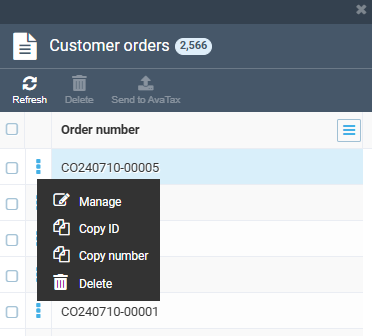 Customer orders 2,566
Refresh Delete Send to AvaTax
Order number
CO240710-00005
Manage
Copy ID
Copy number
Delete
CO240710-00001